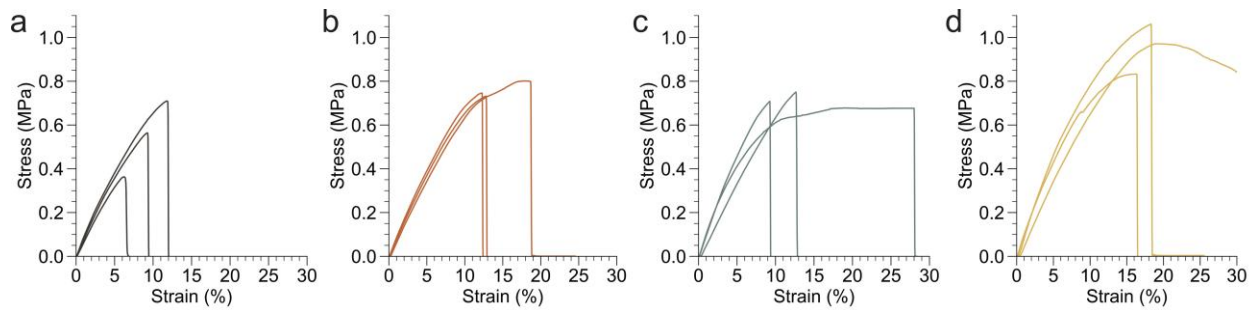 a b c d
1.0 1.0 1.0 1.0
0.8 0.8 0.8 0.8
0.6 0.6 0.6 0.6
0.4 0.4 0.4 0.4
0.2 0.2 0.2 0.2
0.0 0.0 0.0 0.0
Stress (MPa) Stress (MPa) Stress (MPa) Stress (MPa)
0 5 10 15 20 25 30 0 5 10 15 20 25 30 0 5 10 15 20 25 30 0 5 10 15 20 25 30
Strain (%) Strain (%) Strain (%) Strain (%)